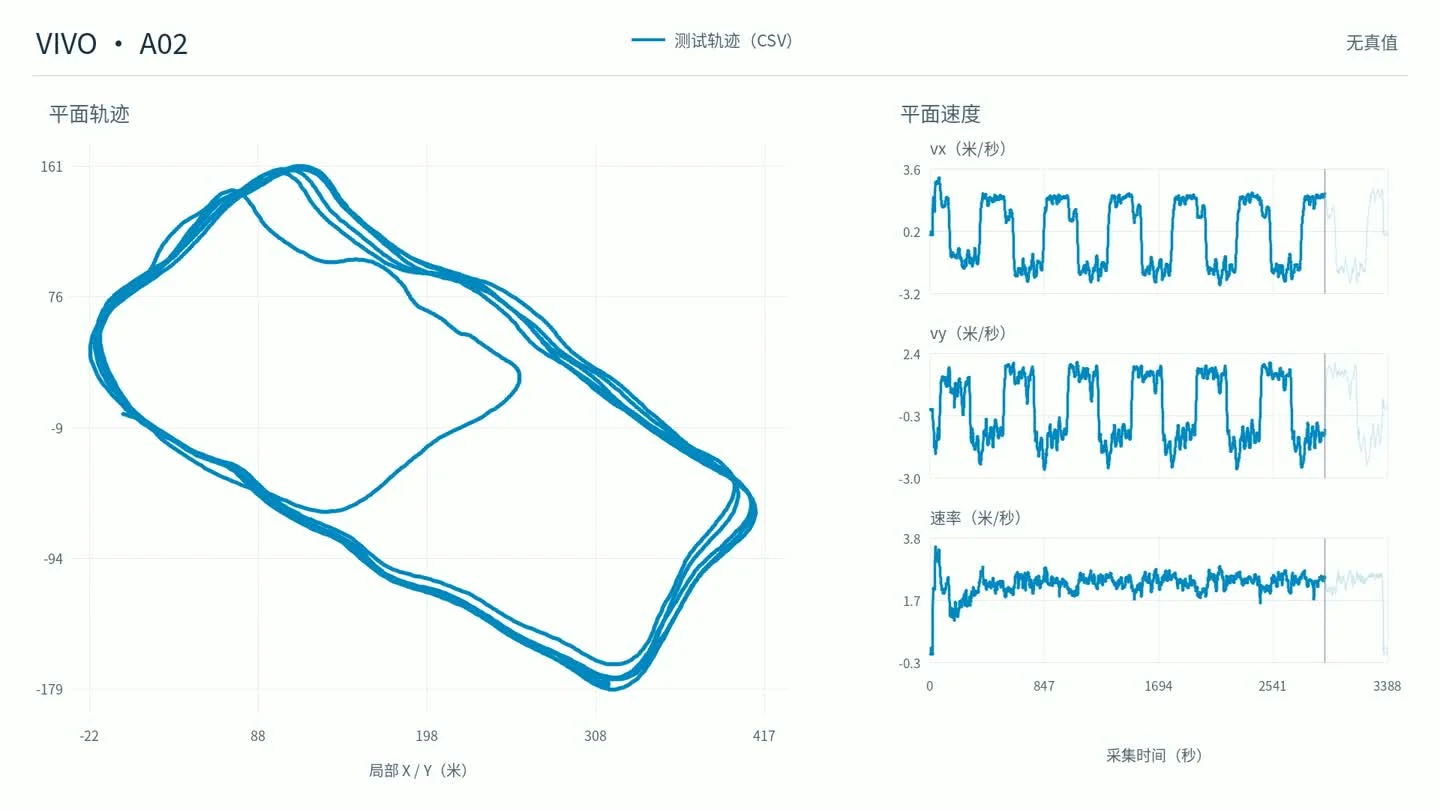 VIVO · A02
测试轨迹（CSV）
无真值
平面轨迹
161
76
-9
-94
-179
-22 88 198 308 417
局部 X / Y（米）
平面速度
vx（米/秒）
3.6
0.2
-3.2
vy（米/秒）
2.4
-0.3
-3.0
速率（米/秒）
3.8
1.7
-0.3
0 847 1694 2541 3388
采集时间（秒）